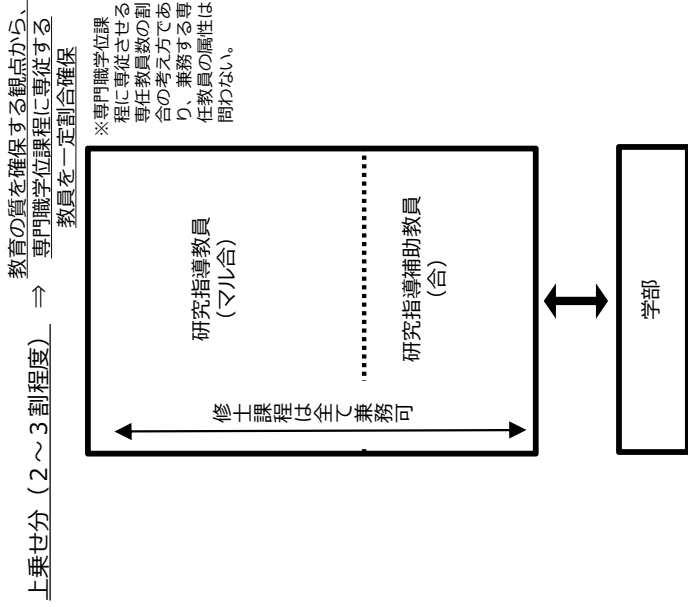 上乗せ分（２～３割程度）　⇒
教育の質を確保する観点から、
専門職学位課程に専従する
教員を一定割合確保
※専門職学位課
程に専従させる
専任教員数の割
合の考え方であ
り、兼務する専
任教員の属性は
問わない。
研究指導教員
(マル合)
修士課程は全て兼務可
研究指導補助教員
(合)
学部